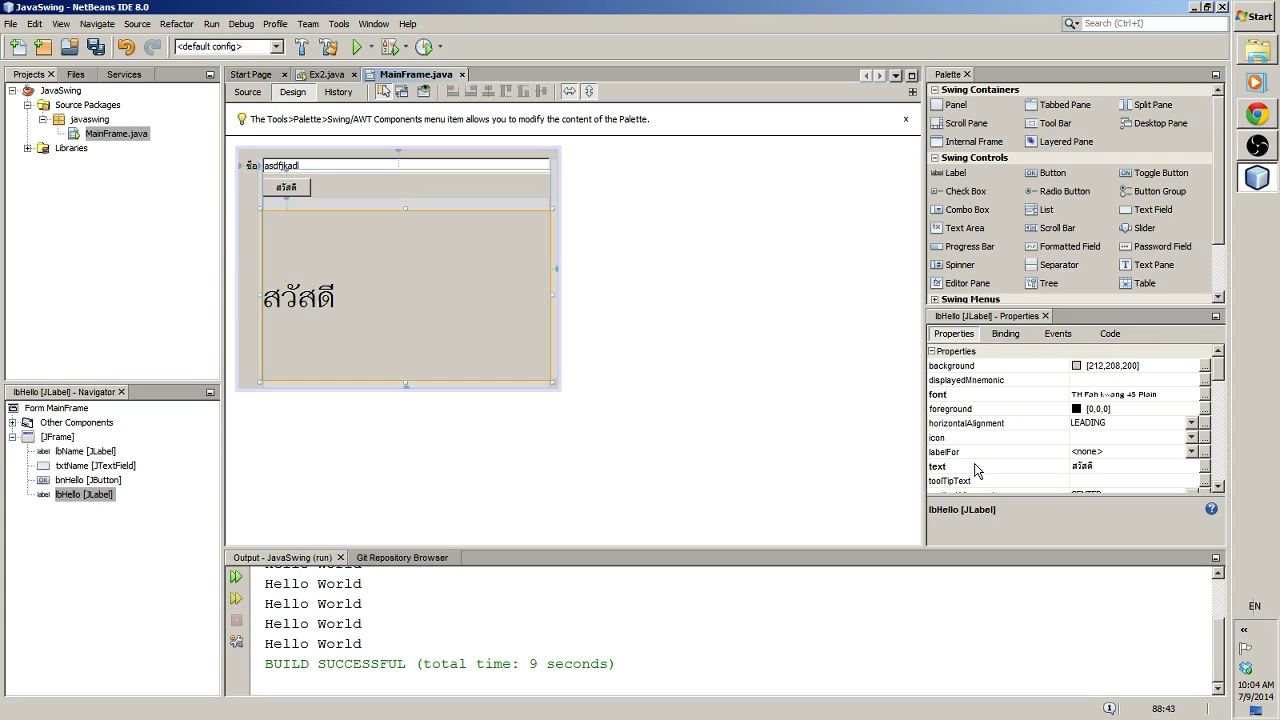 JavaSwing - NetBeans IDE 8.0
File Edit View Navigate Source Refactor Run Debug Profile Team Tools Window Help
Search (Ctrl+I)
Start
<default config>
Projects Files Services
Start Page Ex2.java MainFrame.java
Palette
JavaSwing
Source Packages
javaswing
MainFrame.java
Libraries
Source Design History
The Tools>Palette>Swing/AWT Components menu item allows you to modify the content of the Palette.
x
ชื่อ asdfjkadl
สวัสดี
สวัสดี
Swing Containers
Panel Tabbed Pane Split Pane
Scroll Pane Tool Bar Desktop Pane
Internal Frame Layered Pane
Swing Controls
Label Button Toggle Button
Check Box Radio Button Button Group
Combo Box List Text Field
Text Area Scroll Bar Slider
Progress Bar Formatted Field Password Field
Spinner Separator Text Pane
Editor Pane Tree Table
Swing Menus
lbHello [JLabel] - Properties
Properties Binding Events Code
Properties
background [212,208,200]
displayedMnemonic
font TH Fah kwang 45 Plain
foreground [0,0,0]
horizontalAlignment LEADING
icon
labelFor <none>
text สวัสดี
toolTipText
lbHello [JLabel]
lbHello [JLabel] - Navigator
Form MainFrame
Other Components
[JFrame]
lbName [JLabel]
txtName [JTextField]
bnHello [JButton]
lbHello [JLabel]
Output - JavaSwing (run) Git Repository Browser
Hello World
Hello World
Hello World
Hello World
BUILD SUCCESSFUL (total time: 9 seconds)
88:43
EN
10:04 AM
7/9/2014